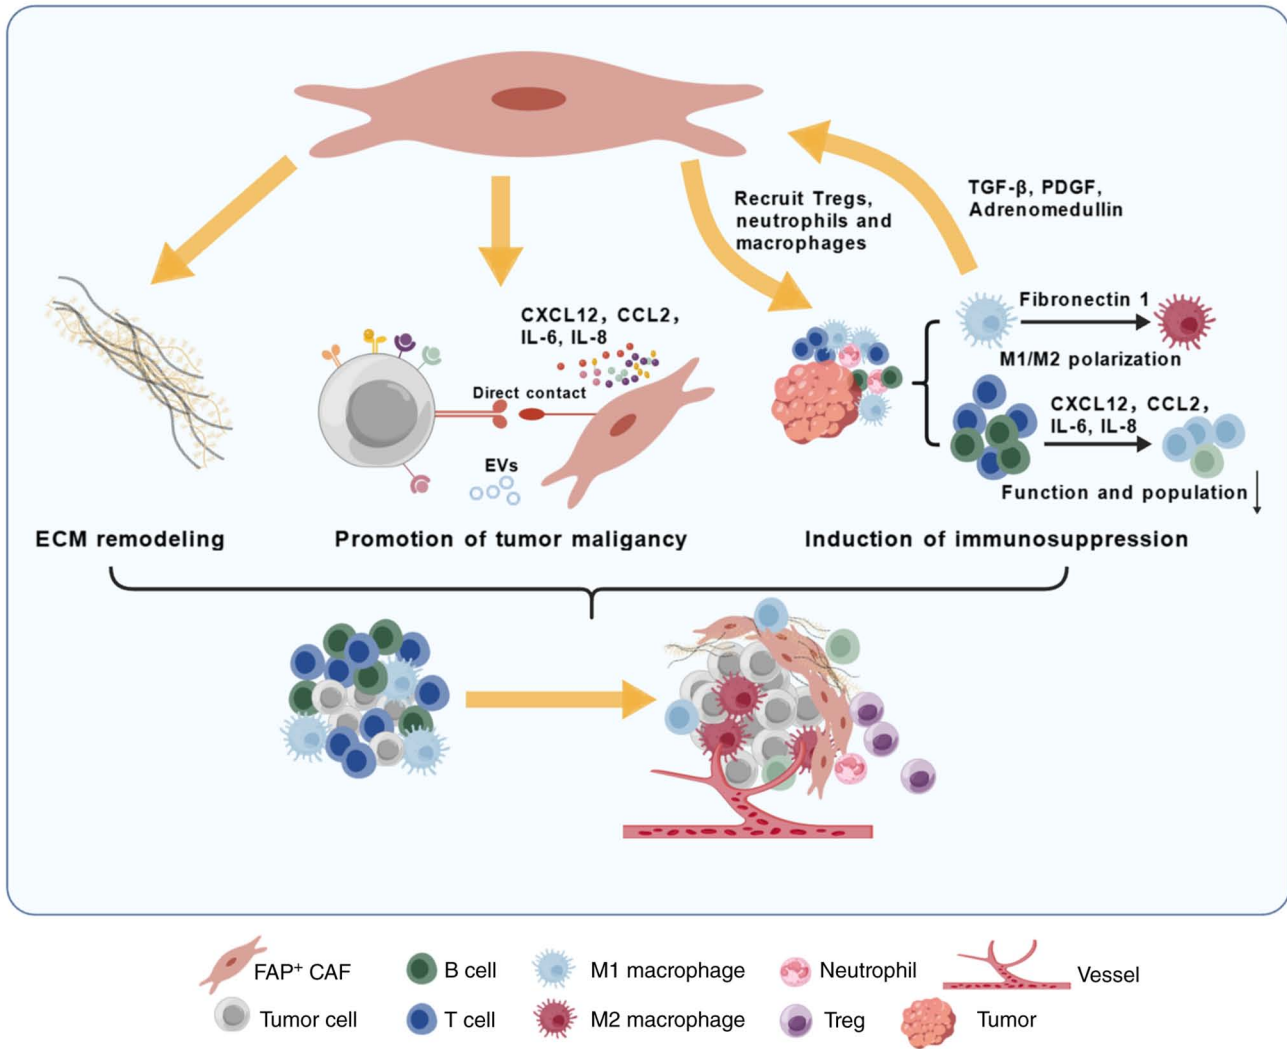 Recruit Tregs,
neutrophils and
macrophages
TGF-β, PDGF,
Adrenomedullin
CXCL12, CCL2,
IL-6, IL-8
Direct contact
EVs
Fibronectin 1
M1/M2 polarization
CXCL12, CCL2,
IL-6, IL-8
Function and population
ECM remodeling
Promotion of tumor maligancy
Induction of immunosuppression
FAP⁺ CAF
B cell
M1 macrophage
Neutrophil
Vessel
Tumor cell
T cell
M2 macrophage
Treg
Tumor